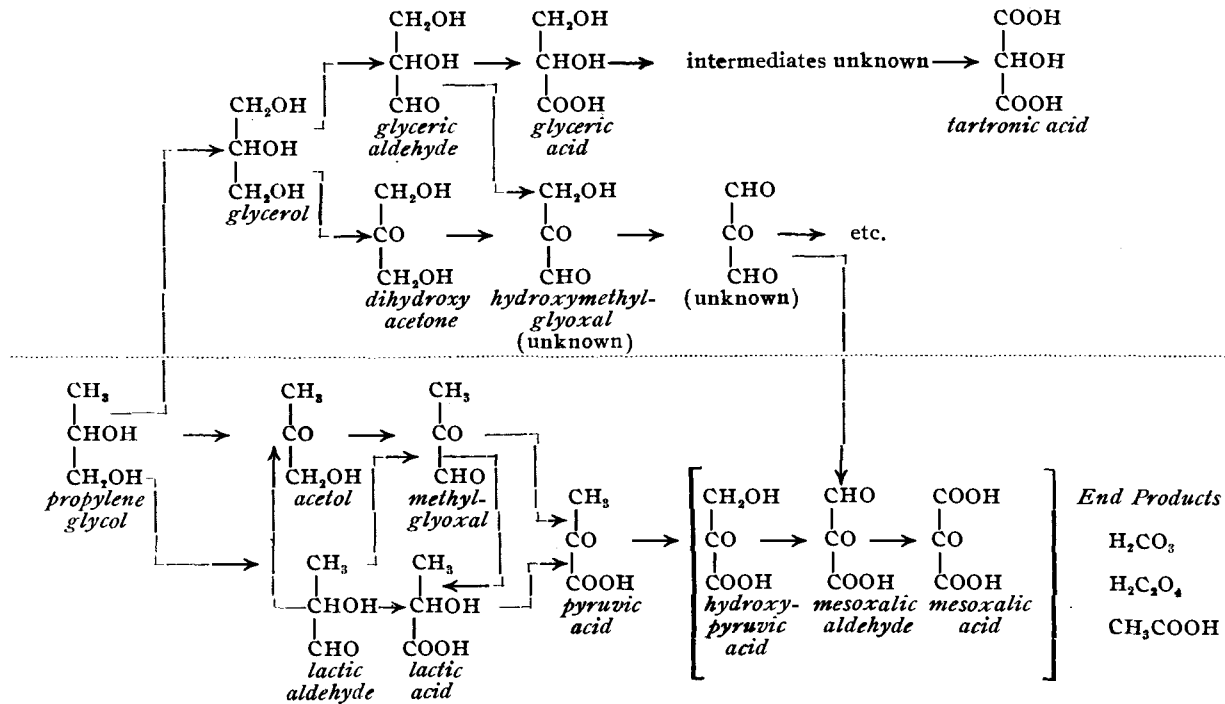 CH₂OH
CHOH
CH₂OH
glycerol
CH₂OH
CHOH
CHO
glyceric
aldehyde
CH₂OH
CHOH
COOH
glyceric
acid
intermediates unknown
COOH
CHOH
COOH
tartronic acid
CH₂OH
CO
CH₂OH
dihydroxy
acetone
CH₂OH
CO
CHO
hydroxymethyl-
glyoxal
(unknown)
CHO
CO
CHO
(unknown)
etc.
CH₃
CHOH
CH₂OH
propylene
glycol
CH₃
CO
CH₂OH
acetol
CH₃
CO
CHO
methyl-
glyoxal
CH₃
CHOH
CHO
lactic
aldehyde
CH₃
CHOH
COOH
lactic
acid
CH₃
CO
COOH
pyruvic
acid
CH₂OH
CO
COOH
hydroxy-
pyruvic
acid
CHO
CO
COOH
mesoxalic
aldehyde
COOH
CO
COOH
mesoxalic
acid
End Products
H₂CO₃
H₂C₂O₄
CH₃COOH